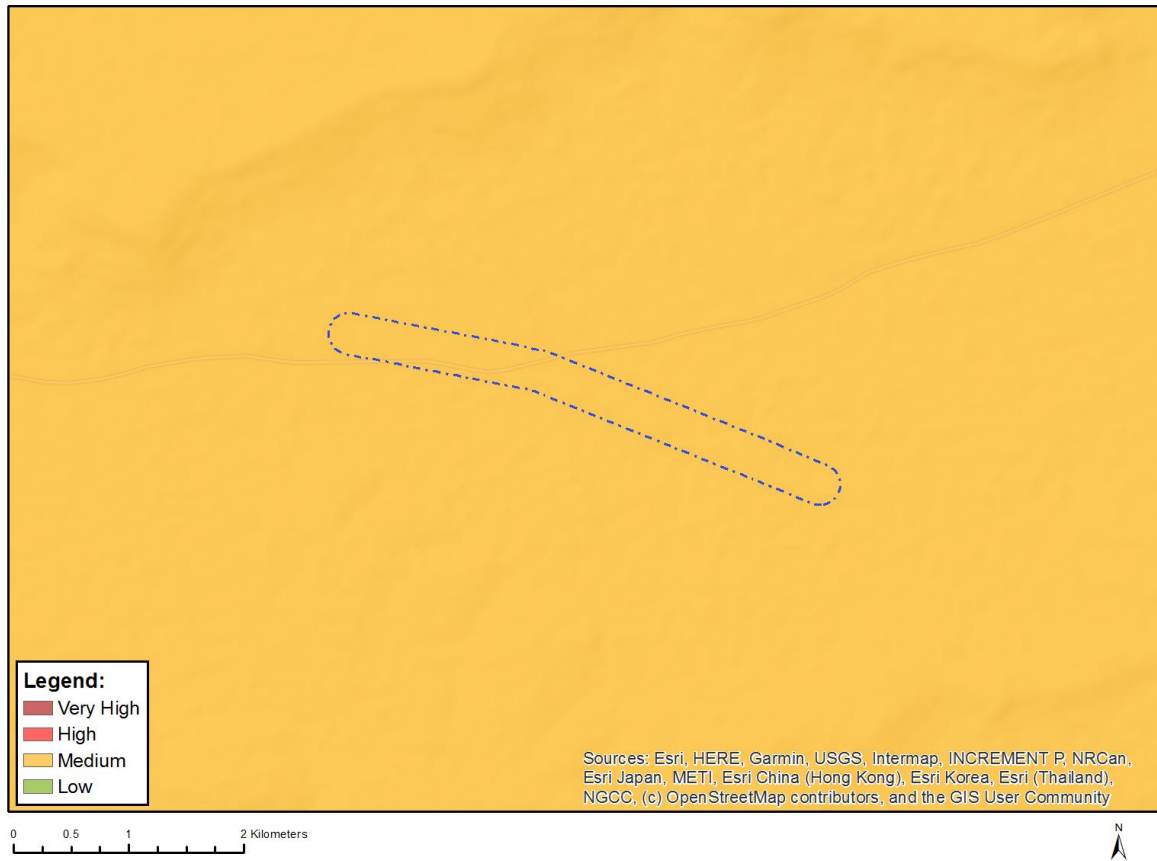 Legend:
Very High
High
Medium
Low
Sources: Esri, HERE, Garmin, USGS, Intermap, INCREMENT P, NRCan,
Esri Japan, METI, Esri China (Hong Kong), Esri Korea, Esri (Thailand),
NGCC, (c) OpenStreetMap contributors, and the GIS User Community
0 0.5 1 2 Kilometers
N